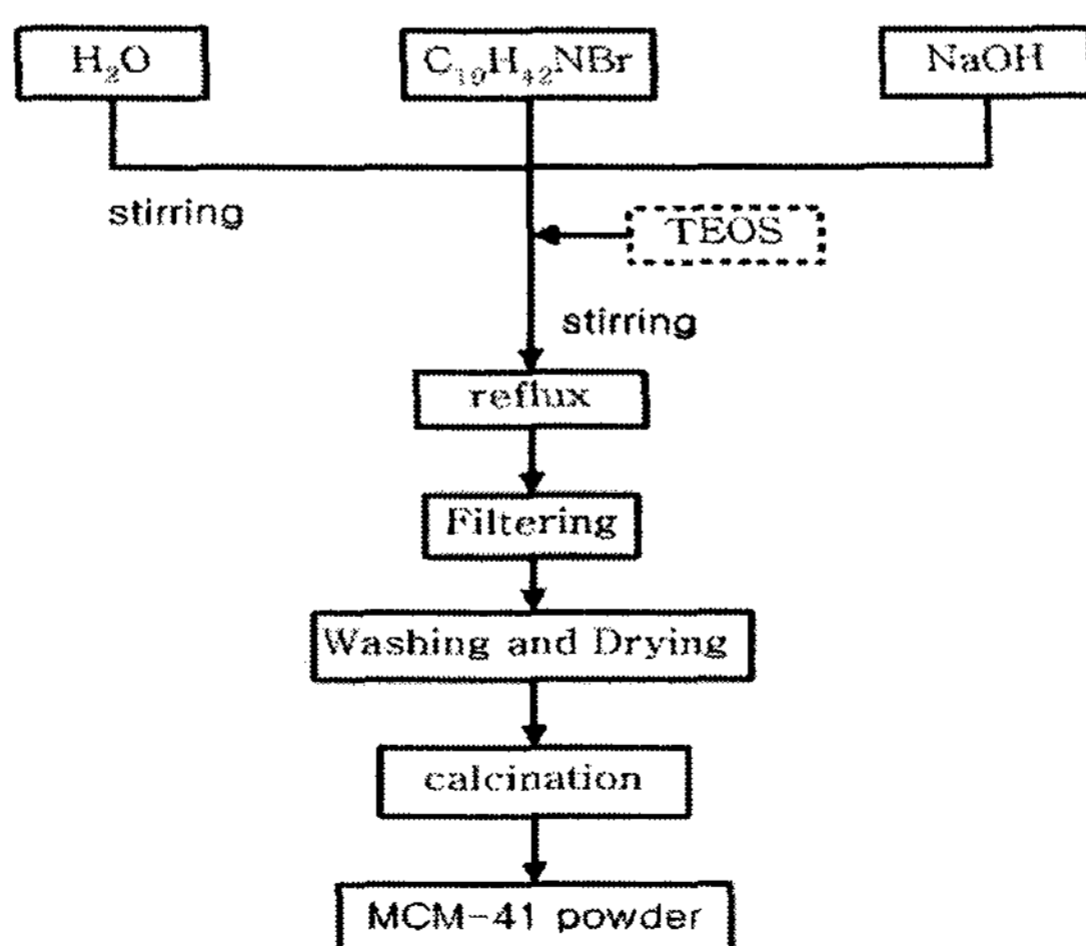 H₂O
C₁₉H₄₂NBr
NaOH
stirring
TEOS
stirring
reflux
Filtering
Washing and Drying
calcination
MCM-41 powder